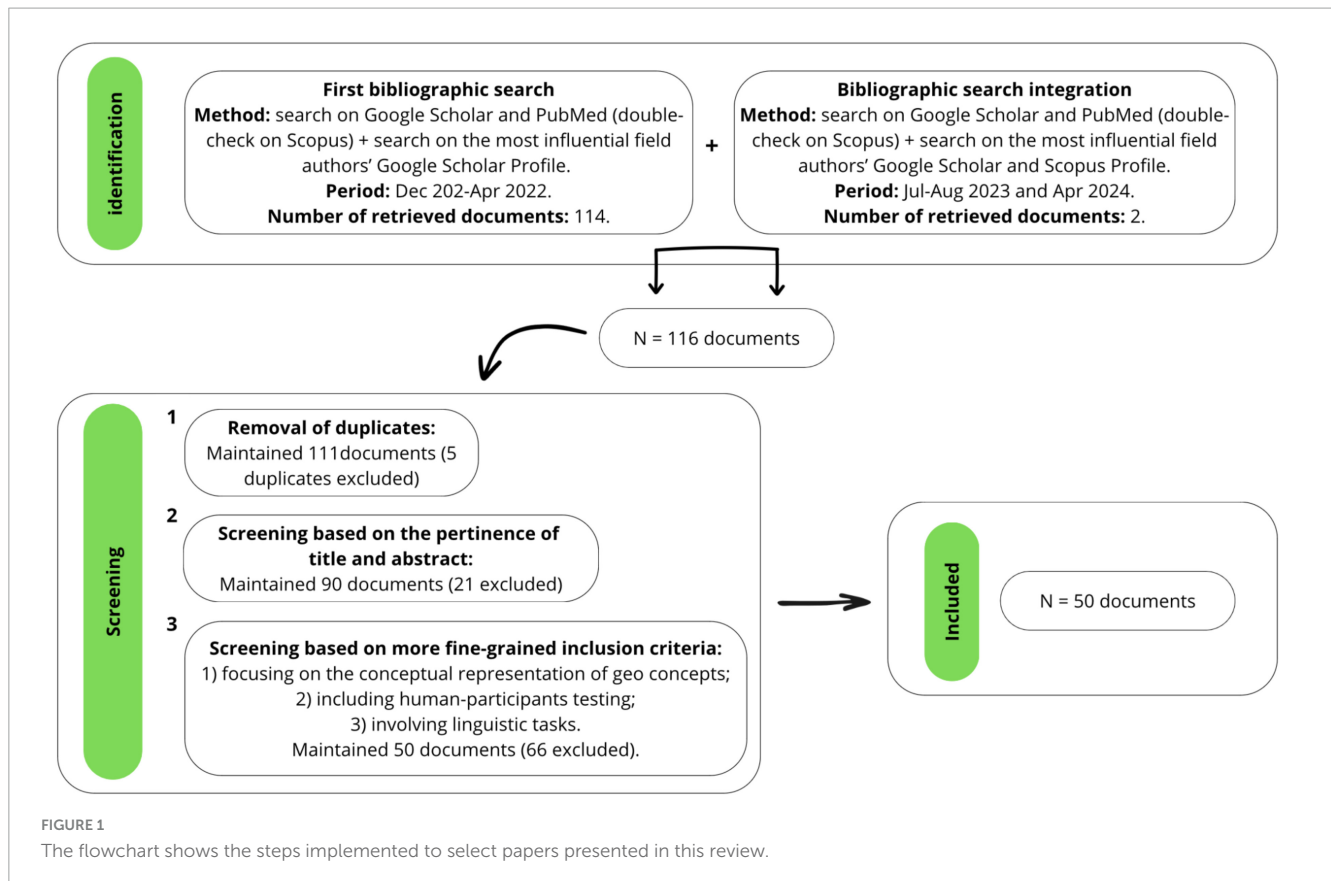 identification
First bibliographic search
Method: search on Google Scholar and PubMed (double-
check on Scopus) + search on the most influential field
authors’ Google Scholar Profile.
Period: Dec 202-Apr 2022.
Number of retrieved documents: 114.
+
Bibliographic search integration
Method: search on Google Scholar and PubMed (double-
check on Scopus) + search on the most influential field
authors’ Google Scholar and Scopus Profile.
Period: Jul-Aug 2023 and Apr 2024.
Number of retrieved documents: 2.
N = 116 documents
Screening
1
Removal of duplicates:
Maintained 111documents (5
duplicates excluded)
2
Screening based on the pertinence of
title and abstract:
Maintained 90 documents (21 excluded)
3
Screening based on more fine-grained inclusion criteria:
1) focusing on the conceptual representation of geo concepts;
2) including human-participants testing;
3) involving linguistic tasks.
Maintained 50 documents (66 excluded).
Included
N = 50 documents
FIGURE 1
The flowchart shows the steps implemented to select papers presented in this review.